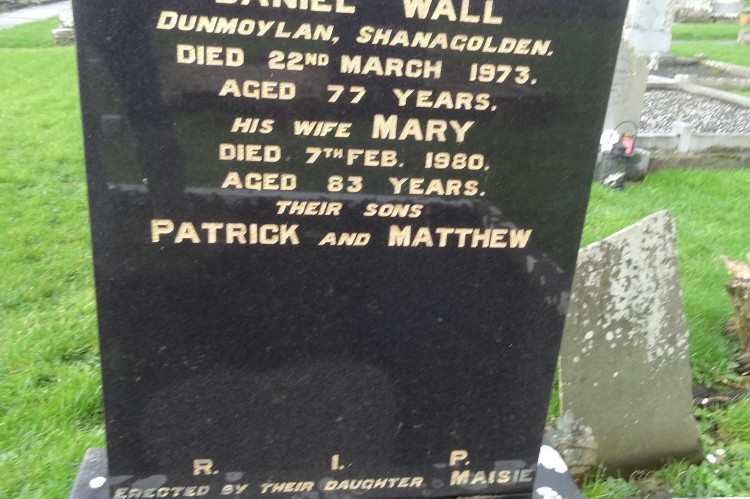 DANIEL WALL
DUNMOYLAN, SHANAGOLDEN.
DIED 22ND MARCH 1973.
AGED 77 YEARS.
HIS WIFE MARY
DIED 7TH FEB. 1980.
AGED 83 YEARS.
THEIR SONS
PATRICK AND MATTHEW
R. I. P.
ERECTED BY THEIR DAUGHTER MAISIE